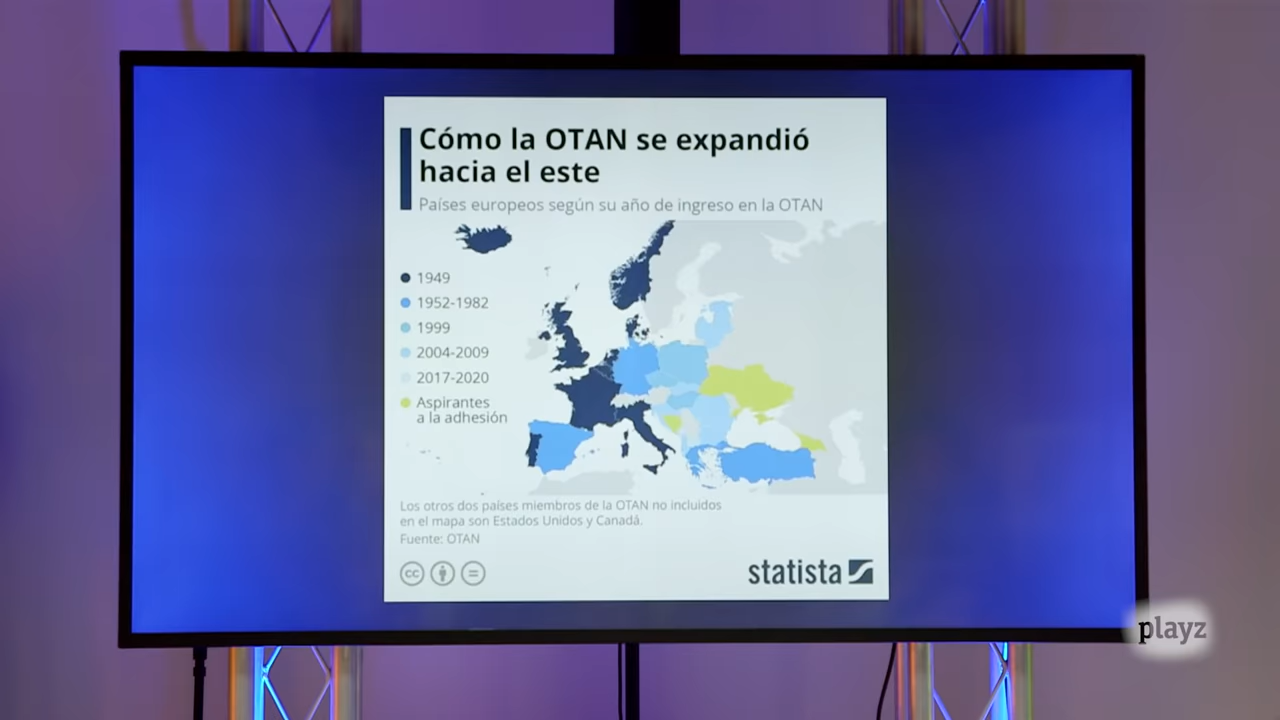 Cómo la OTAN se expandió
hacia el este
Países europeos según su año de ingreso en la OTAN
1949
1952-1982
1999
2004-2009
2017-2020
Aspirantes
a la adhesión
Los otros dos países miembros de la OTAN no incluidos
en el mapa son Estados Unidos y Canadá.
Fuente: OTAN
cc
statista
playz